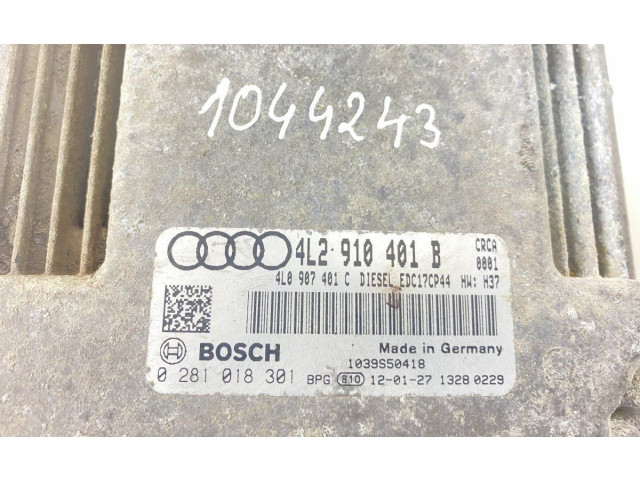 1044243
4L2 910 401 B CRCA
4L0 907 401 C DIESEL EDC17CP44 HW: H37 0001
BOSCH Made in Germany
1039S50418
0 281 018 301 BPG 810 12-01-27 1328 0229